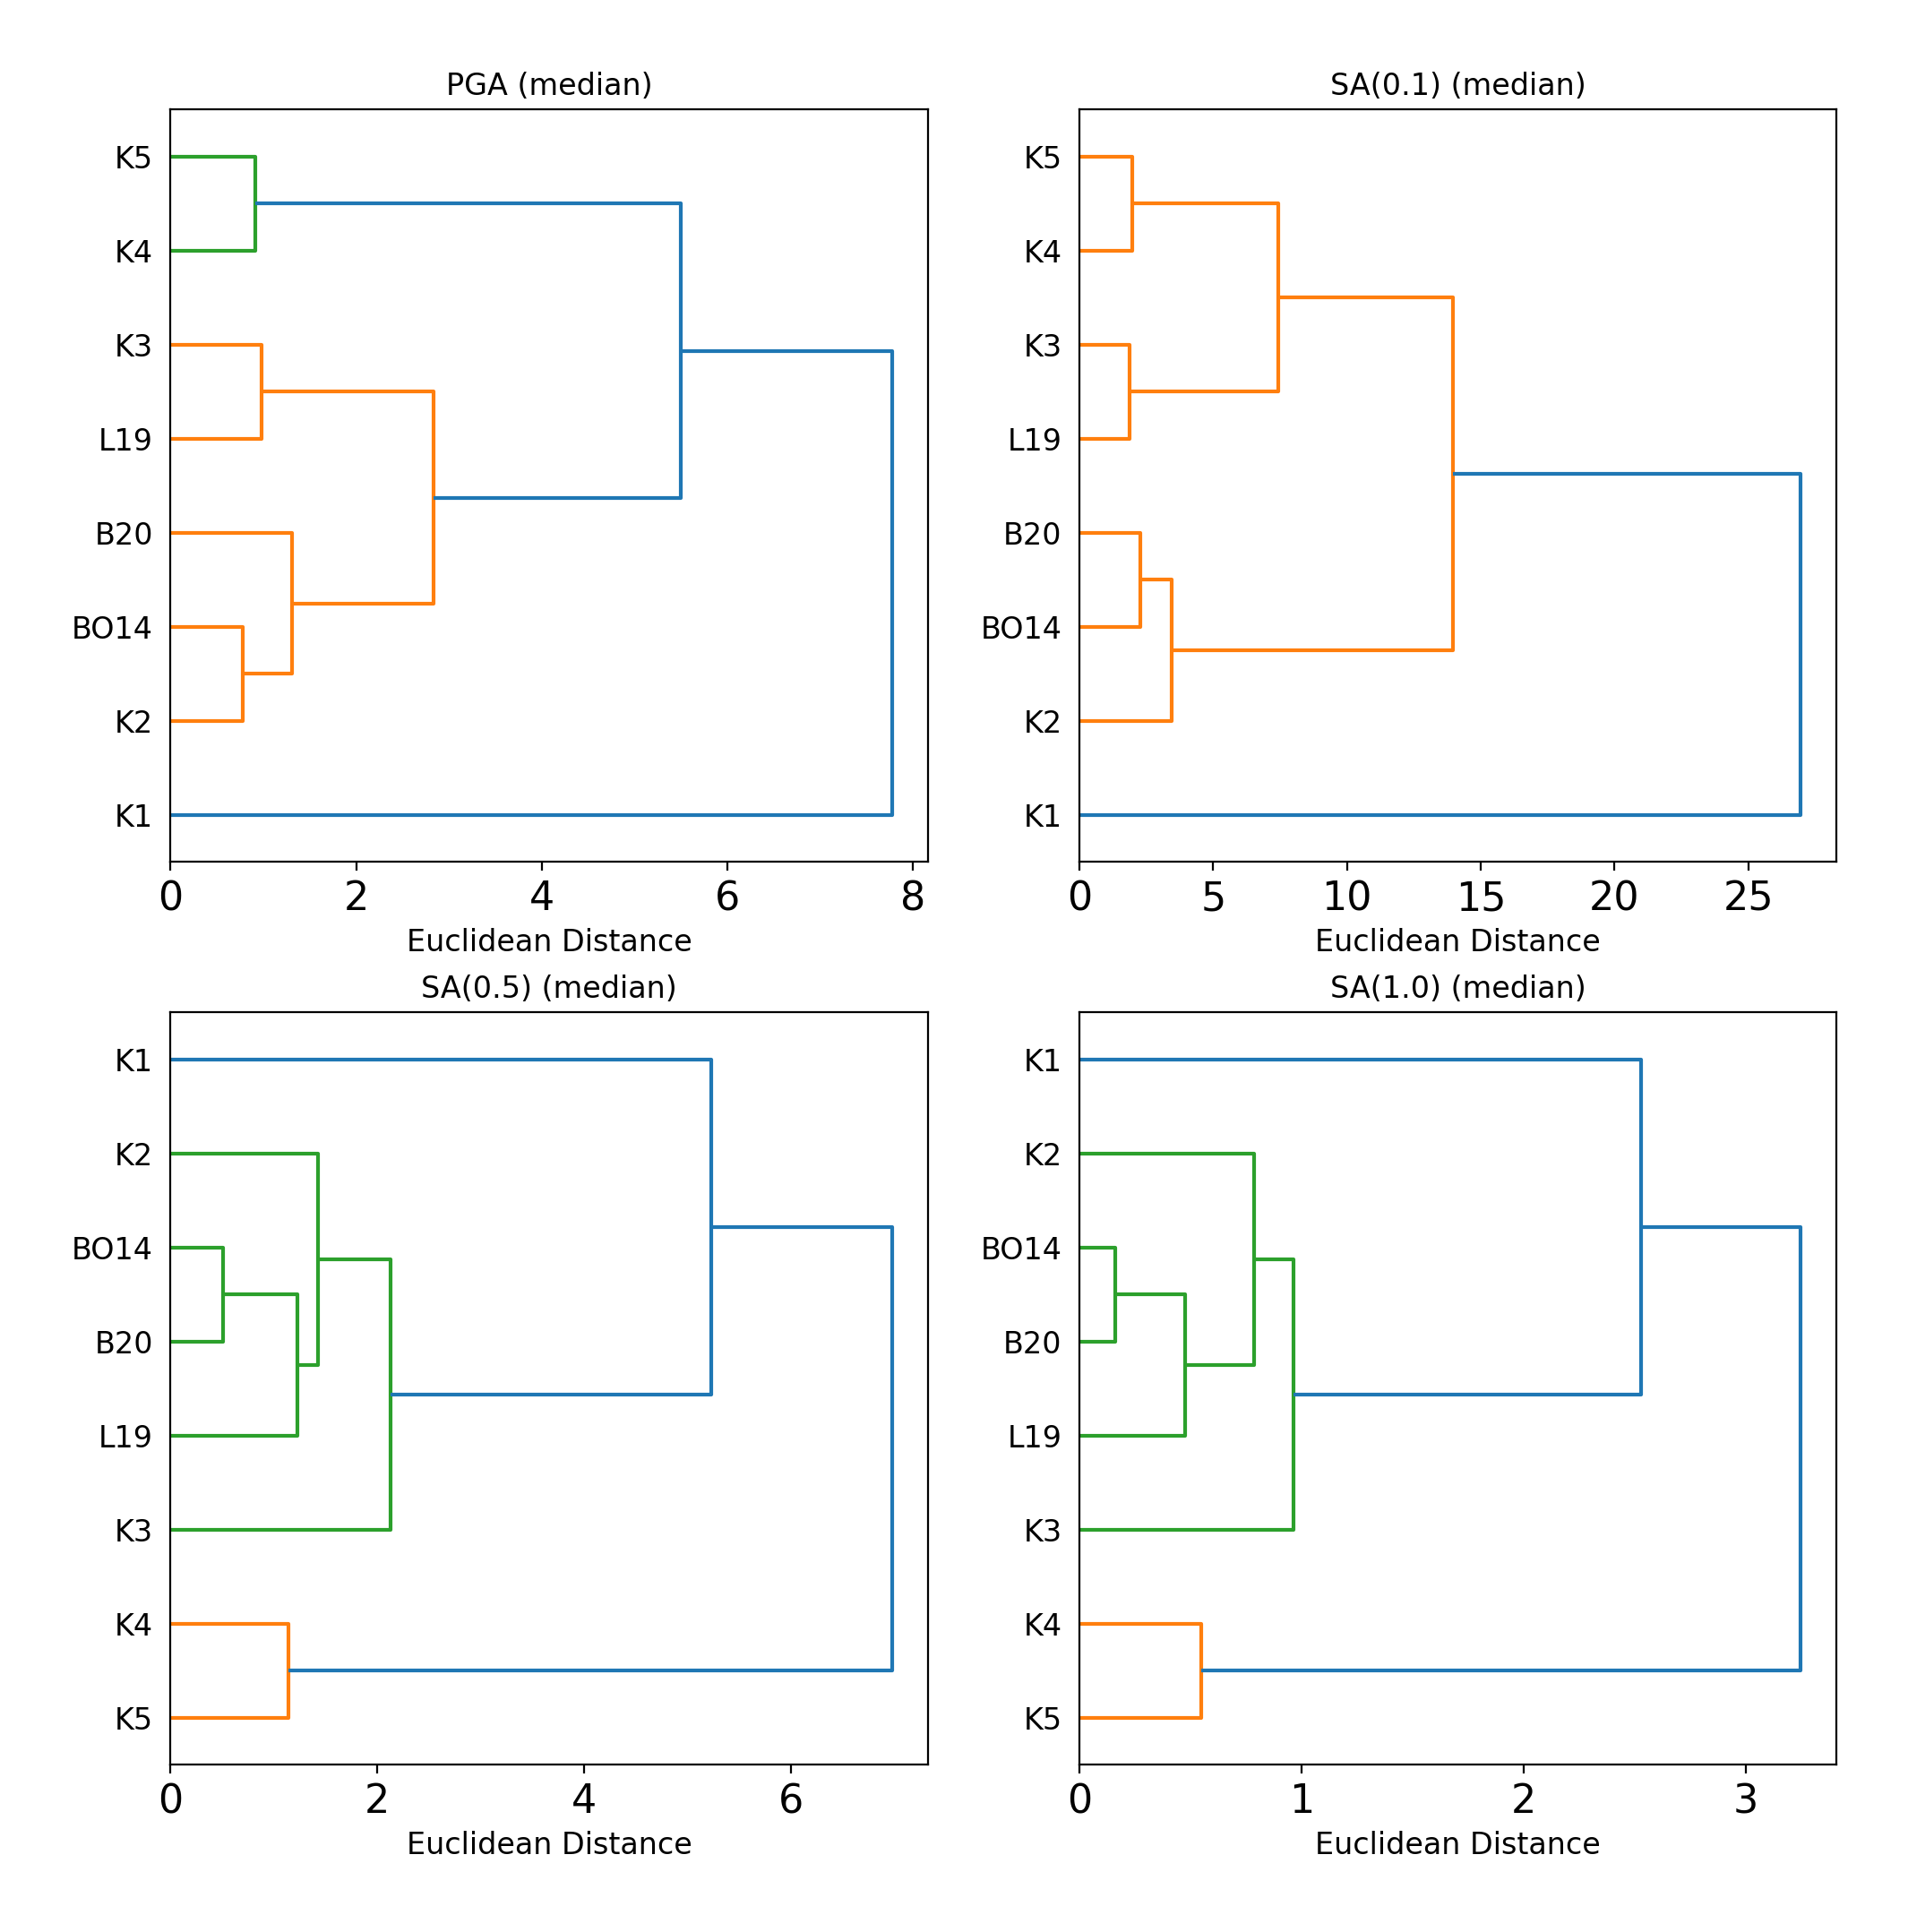 PGA (median)
K5
K4
K3
L19
B20
BO14
K2
K1
0 2 4 6 8
Euclidean Distance
SA(0.1) (median)
K5
K4
K3
L19
B20
BO14
K2
K1
0 5 10 15 20 25
Euclidean Distance
SA(0.5) (median)
K1
K2
BO14
B20
L19
K3
K4
K5
0 2 4 6
Euclidean Distance
SA(1.0) (median)
K1
K2
BO14
B20
L19
K3
K4
K5
0 1 2 3
Euclidean Distance